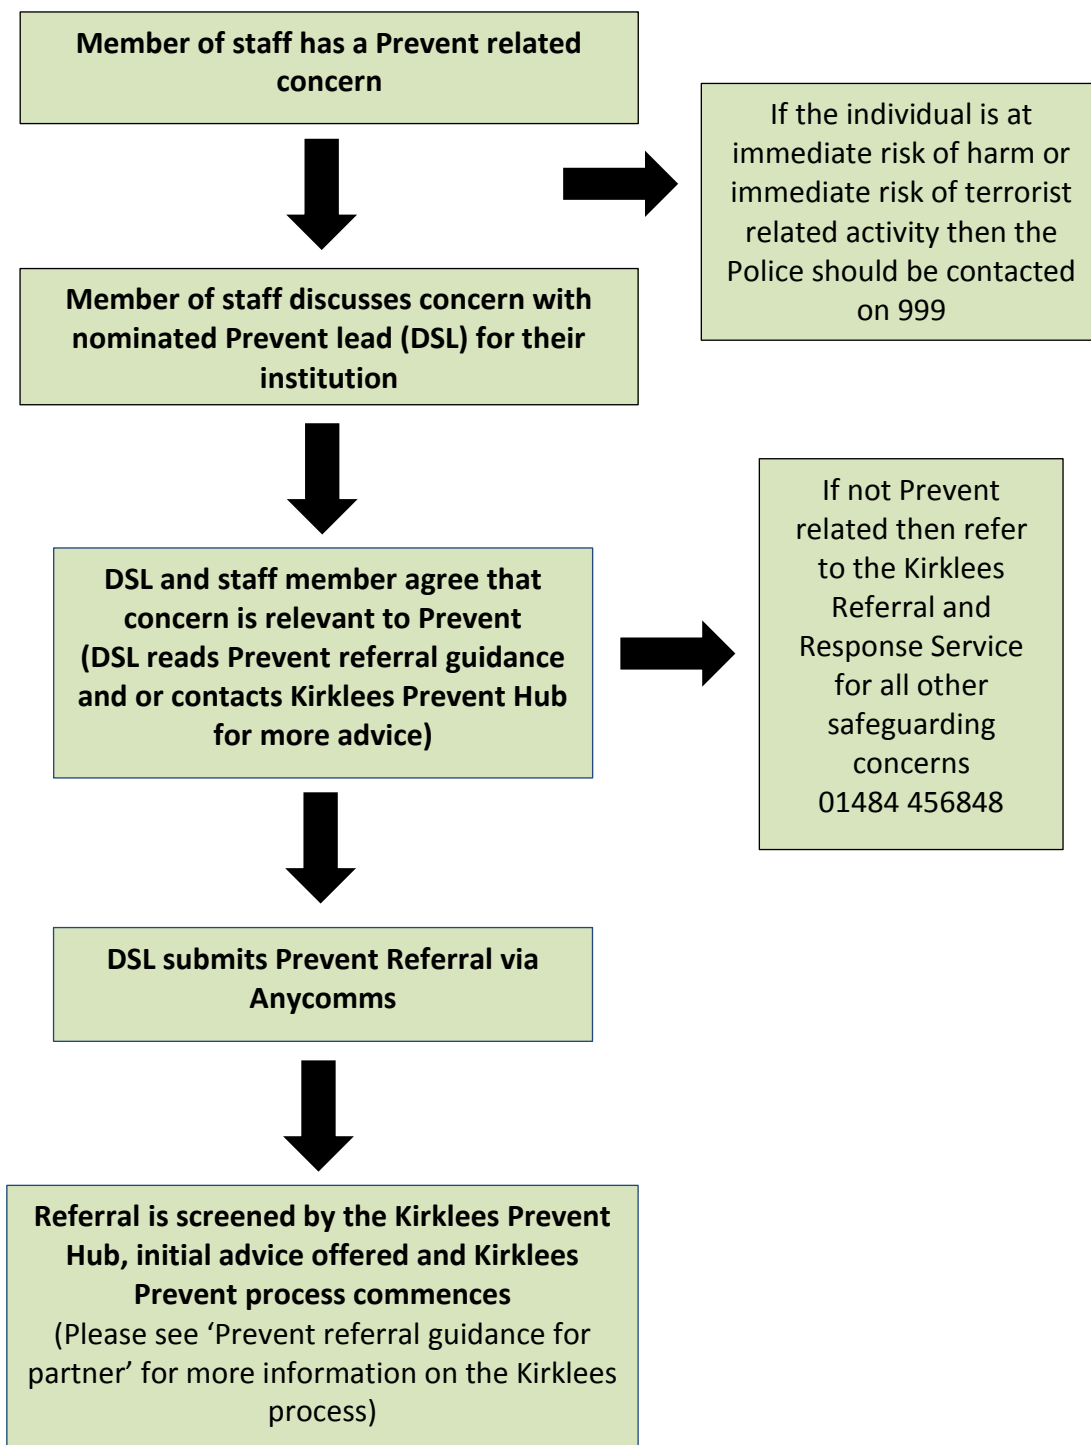 Member of staff has a Prevent related
concern
If the individual is at
immediate risk of harm or
immediate risk of terrorist
related activity then the
Police should be contacted
on 999
Member of staff discusses concern with
nominated Prevent lead (DSL) for their
institution
DSL and staff member agree that
concern is relevant to Prevent
(DSL reads Prevent referral guidance
and or contacts Kirklees Prevent Hub
for more advice)
If not Prevent
related then refer
to the Kirklees
Referral and
Response Service
for all other
safeguarding
concerns
01484 456848
DSL submits Prevent Referral via
Anycomms
Referral is screened by the Kirklees Prevent
Hub, initial advice offered and Kirklees
Prevent process commences
(Please see ‘Prevent referral guidance for
partner’ for more information on the Kirklees
process)